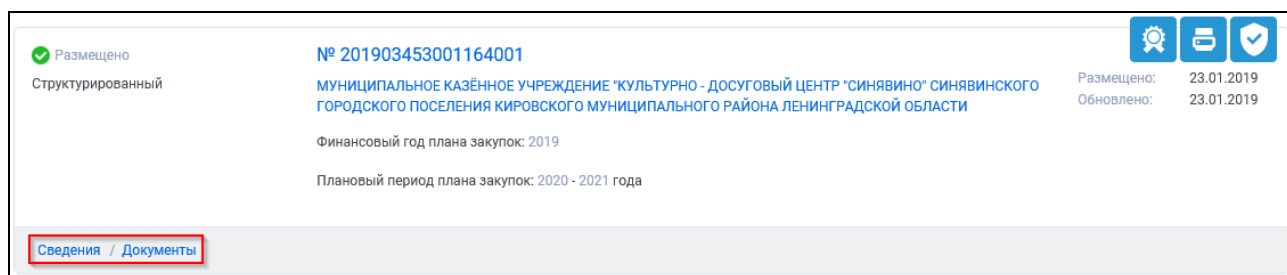 Размещено
Структурированный
№ 201903453001164001
МУНИЦИПАЛЬНОЕ КАЗЁННОЕ УЧРЕЖДЕНИЕ "КУЛЬТУРНО - ДОСУГОВЫЙ ЦЕНТР "СИНЯВИНО" СИНЯВИНСКОГО
ГОРОДСКОГО ПОСЕЛЕНИЯ КИРОВСКОГО МУНИЦИПАЛЬНОГО РАЙОНА ЛЕНИНГРАДСКОЙ ОБЛАСТИ
Финансовый год плана закупок: 2019
Плановый период плана закупок: 2020 - 2021 года
Размещено: 23.01.2019
Обновлено: 23.01.2019
Сведения / Документы